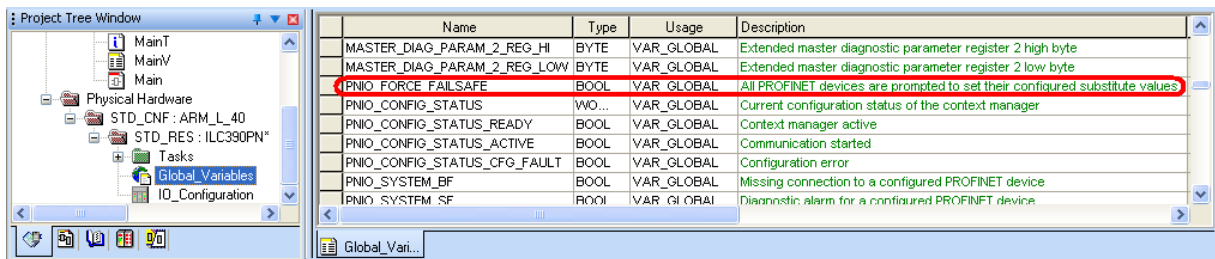 Project Tree Window
MainT
MainV
Main
Physical Hardware
STD_CNF : ARM_L_40
STD_RES : ILC390PN*
Tasks
Global_Variables
IO_Configuration
Name Type Usage Description
MASTER_DIAG_PARAM_2_REG_HI BYTE VAR_GLOBAL Extended master diagnostic parameter register 2 high byte
MASTER_DIAG_PARAM_2_REG_LOW BYTE VAR_GLOBAL Extended master diagnostic parameter register 2 low byte
PNIO_FORCE_FAILSAFE BOOL VAR_GLOBAL All PROFINET devices are prompted to set their configured substitute values
PNIO_CONFIG_STATUS WO... VAR_GLOBAL Current configuration status of the context manager
PNIO_CONFIG_STATUS_READY BOOL VAR_GLOBAL Context manager active
PNIO_CONFIG_STATUS_ACTIVE BOOL VAR_GLOBAL Communication started
PNIO_CONFIG_STATUS_CFG_FAULT BOOL VAR_GLOBAL Configuration error
PNIO_SYSTEM_BF BOOL VAR_GLOBAL Missing connection to a configured PROFINET device
PNIO_SYSTEM_SF BOOL VAR_GLOBAL Diagnostic alarm for a configured PROFINET device
Global_Vari...